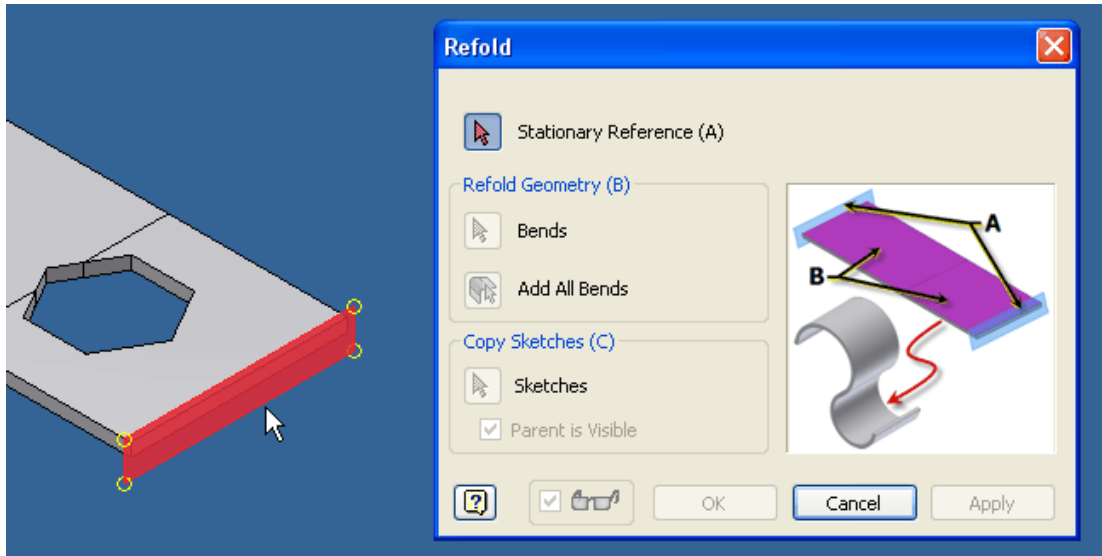 Refold
Stationary Reference (A)
Refold Geometry (B)
Bends
Add All Bends
Copy Sketches (C)
Sketches
Parent is Visible
A
B
?
OK
Cancel
Apply